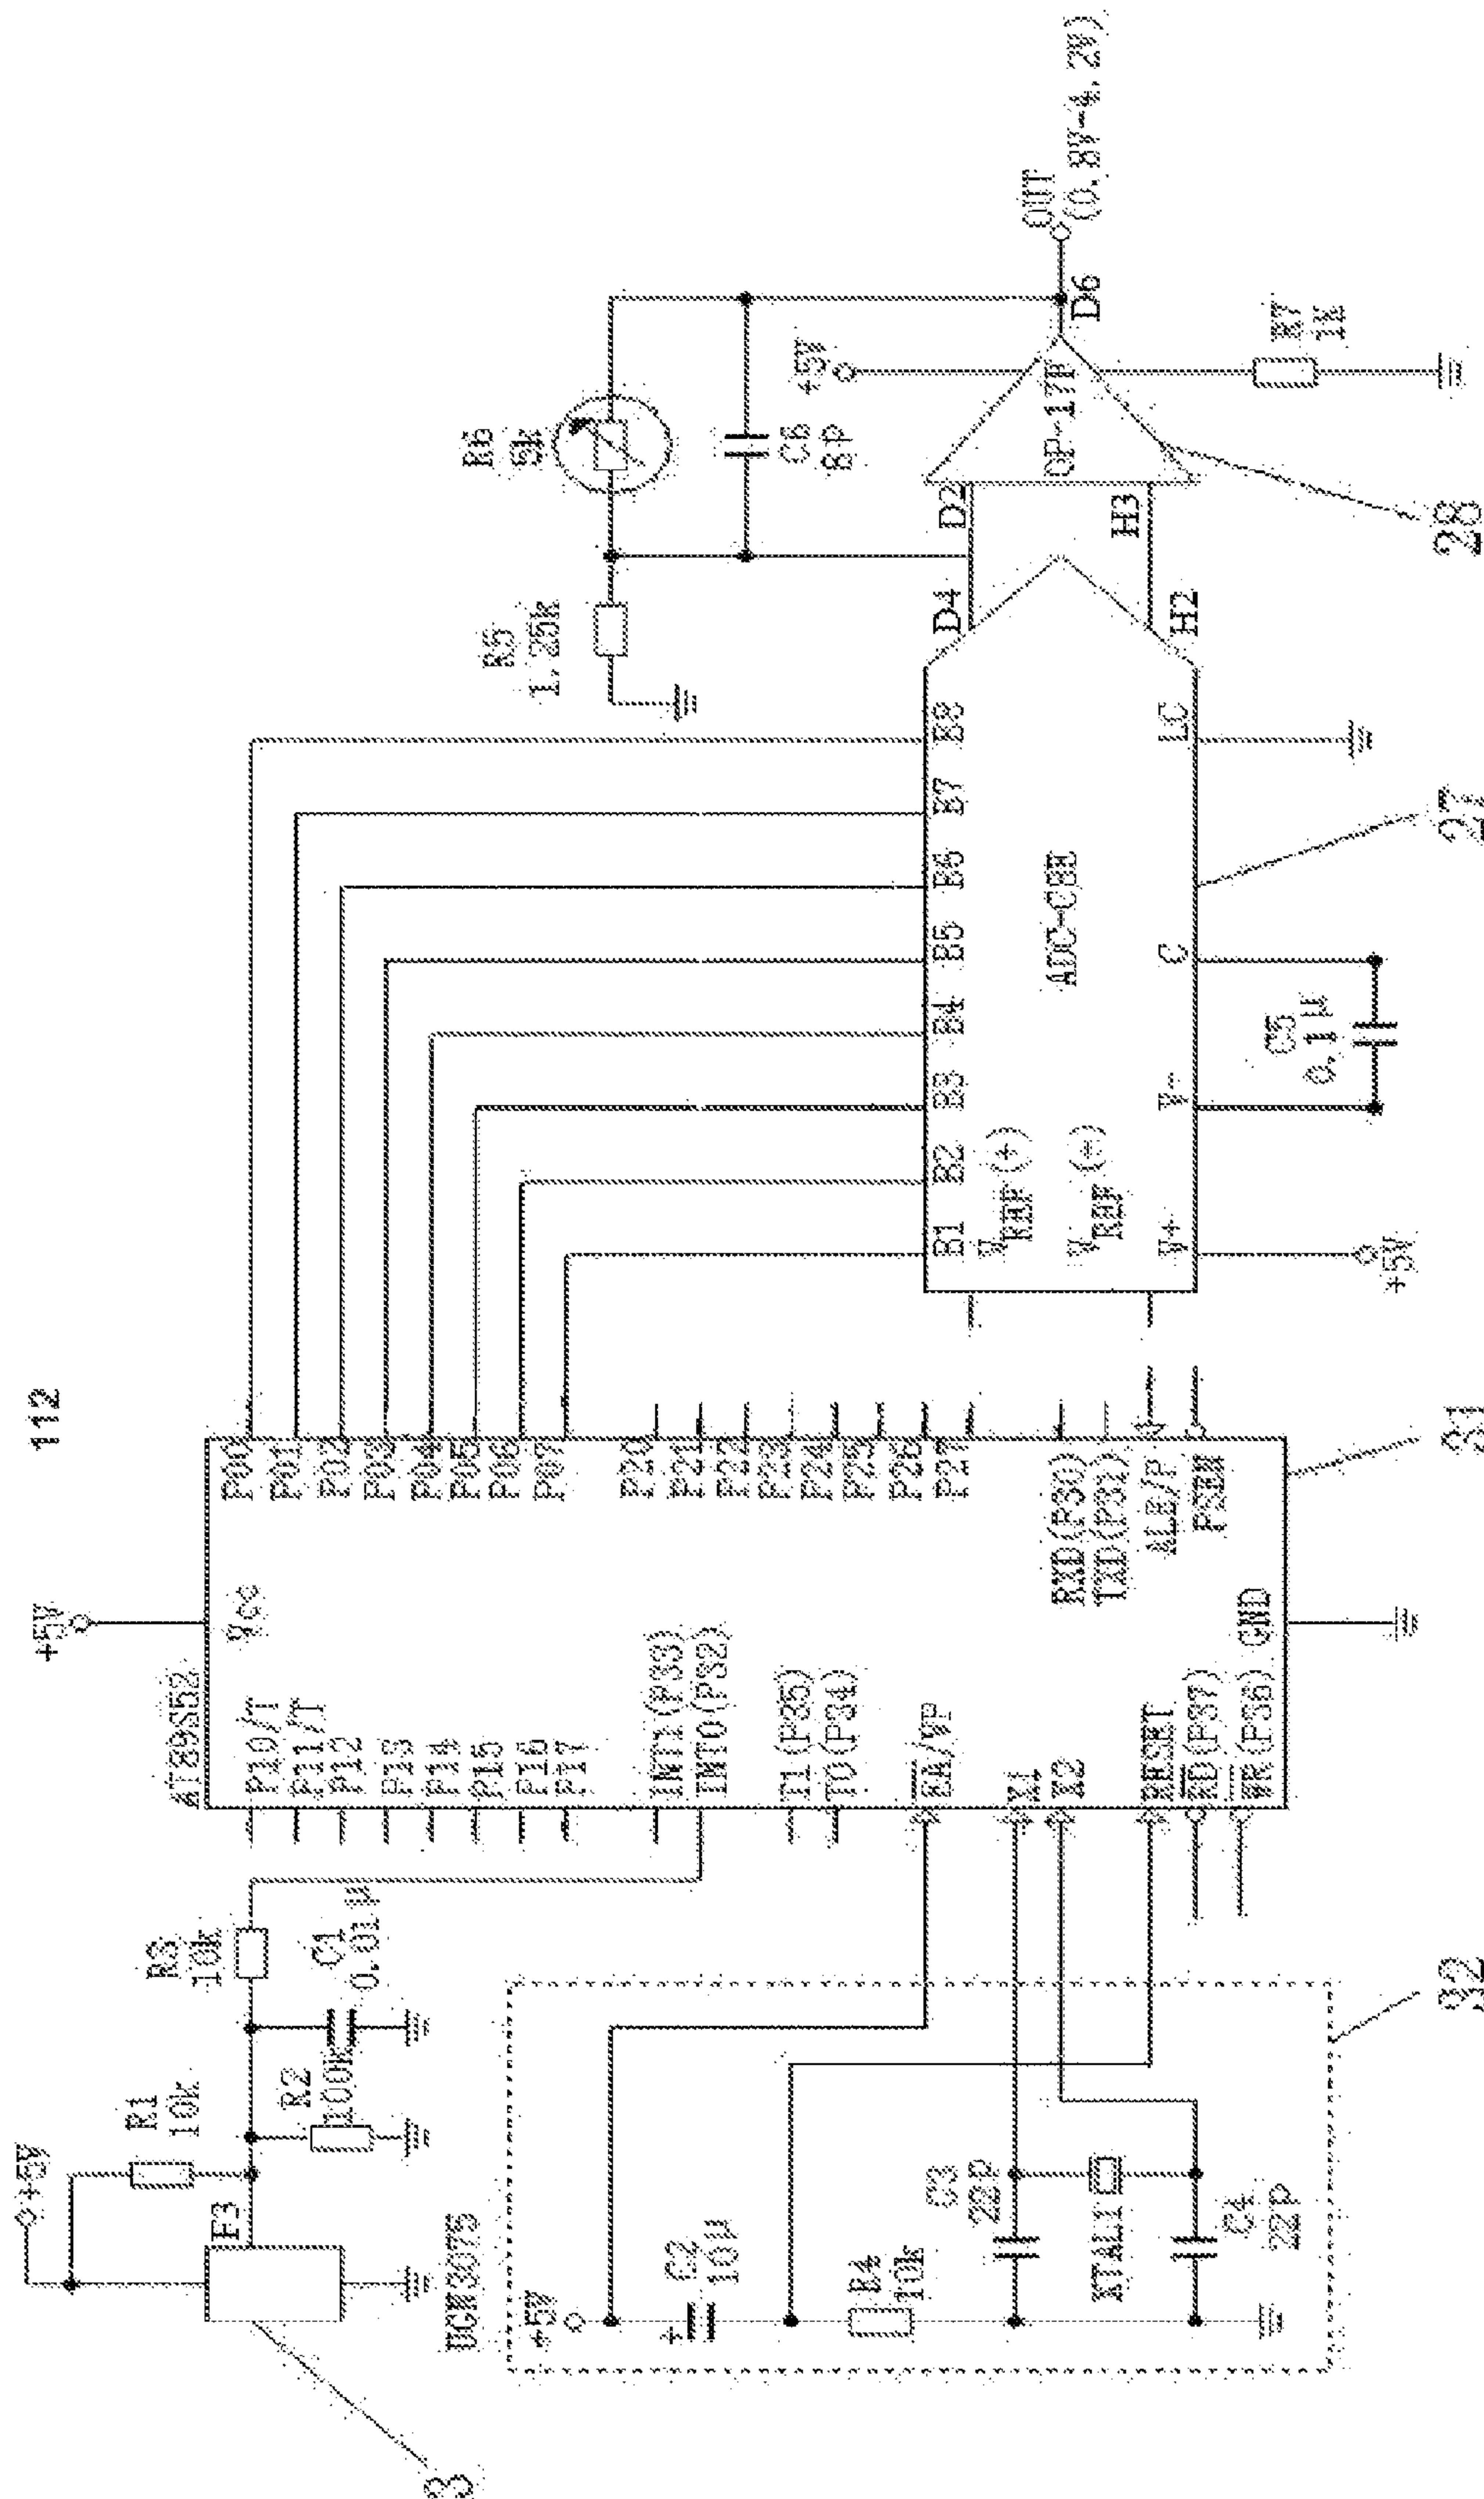 112
+5V
R1
10k
R2
100k
R3
10k
C1
0.01μ
F3
UGN3075
3
+5V
C2
10μ
+
R4
10k
C3
22P
XTAL1
C4
22P
32
AT89S52
+5V
Vcc
P10/T
P11/T
P12
P13
P14
P15
P16
P17
INT1(P33)
INT0(P32)
T1(P35)
T0(P34)
EA/VP
X1
X2
RESET
RD(P37)
WR(P36)
GND
P00
P01
P02
P03
P04
P05
P06
P07
P20
P21
P22
P23
P24
P25
P26
P27
RXD(P30)
TXD(P31)
ALE/P
PSEN
31
B1
B2
B3
B4
B5
B6
B7
B8
V REF(+)
V REF(-)
ADC-CBE
V+
V-
C
LC
+5V
C5
0.1μ
27
D4
H2
D2
H3
R5
1.25k
R6
5k
C6
8P
+5V
OP-17F
D6
R7
1K
28
OUT
(0.8V-4.2V)